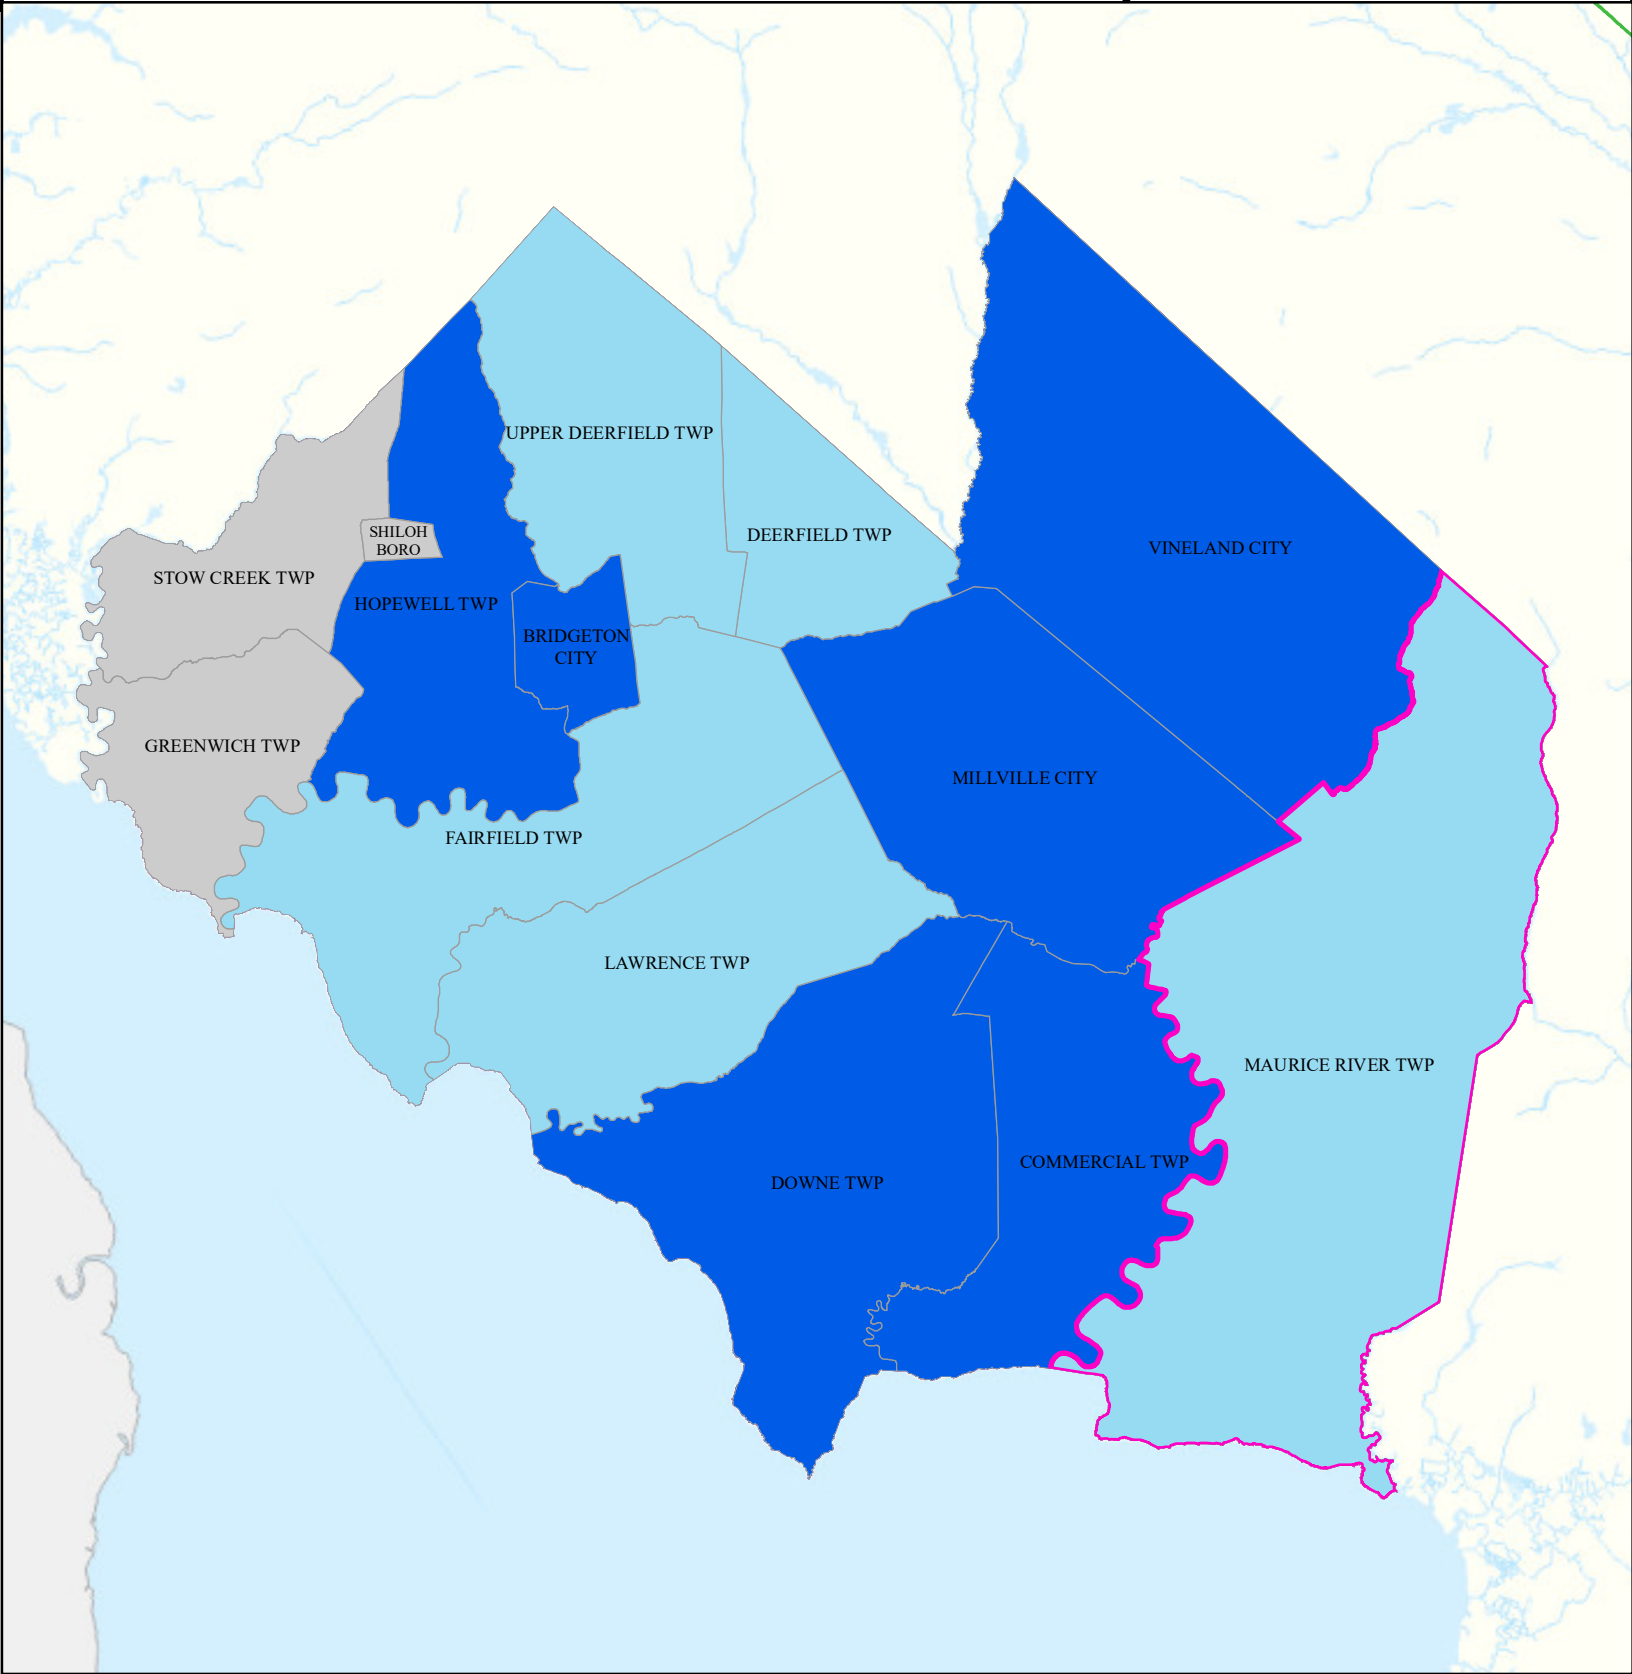 UPPER DEERFIELD TWP
SHILOH
BORO
DEERFIELD TWP
VINELAND CITY
STOW CREEK TWP
HOPEWELL TWP
BRIDGETON
CITY
GREENWICH TWP
MILLVILLE CITY
FAIRFIELD TWP
LAWRENCE TWP
MAURICE RIVER TWP
COMMERCIAL TWP
DOWNE TWP